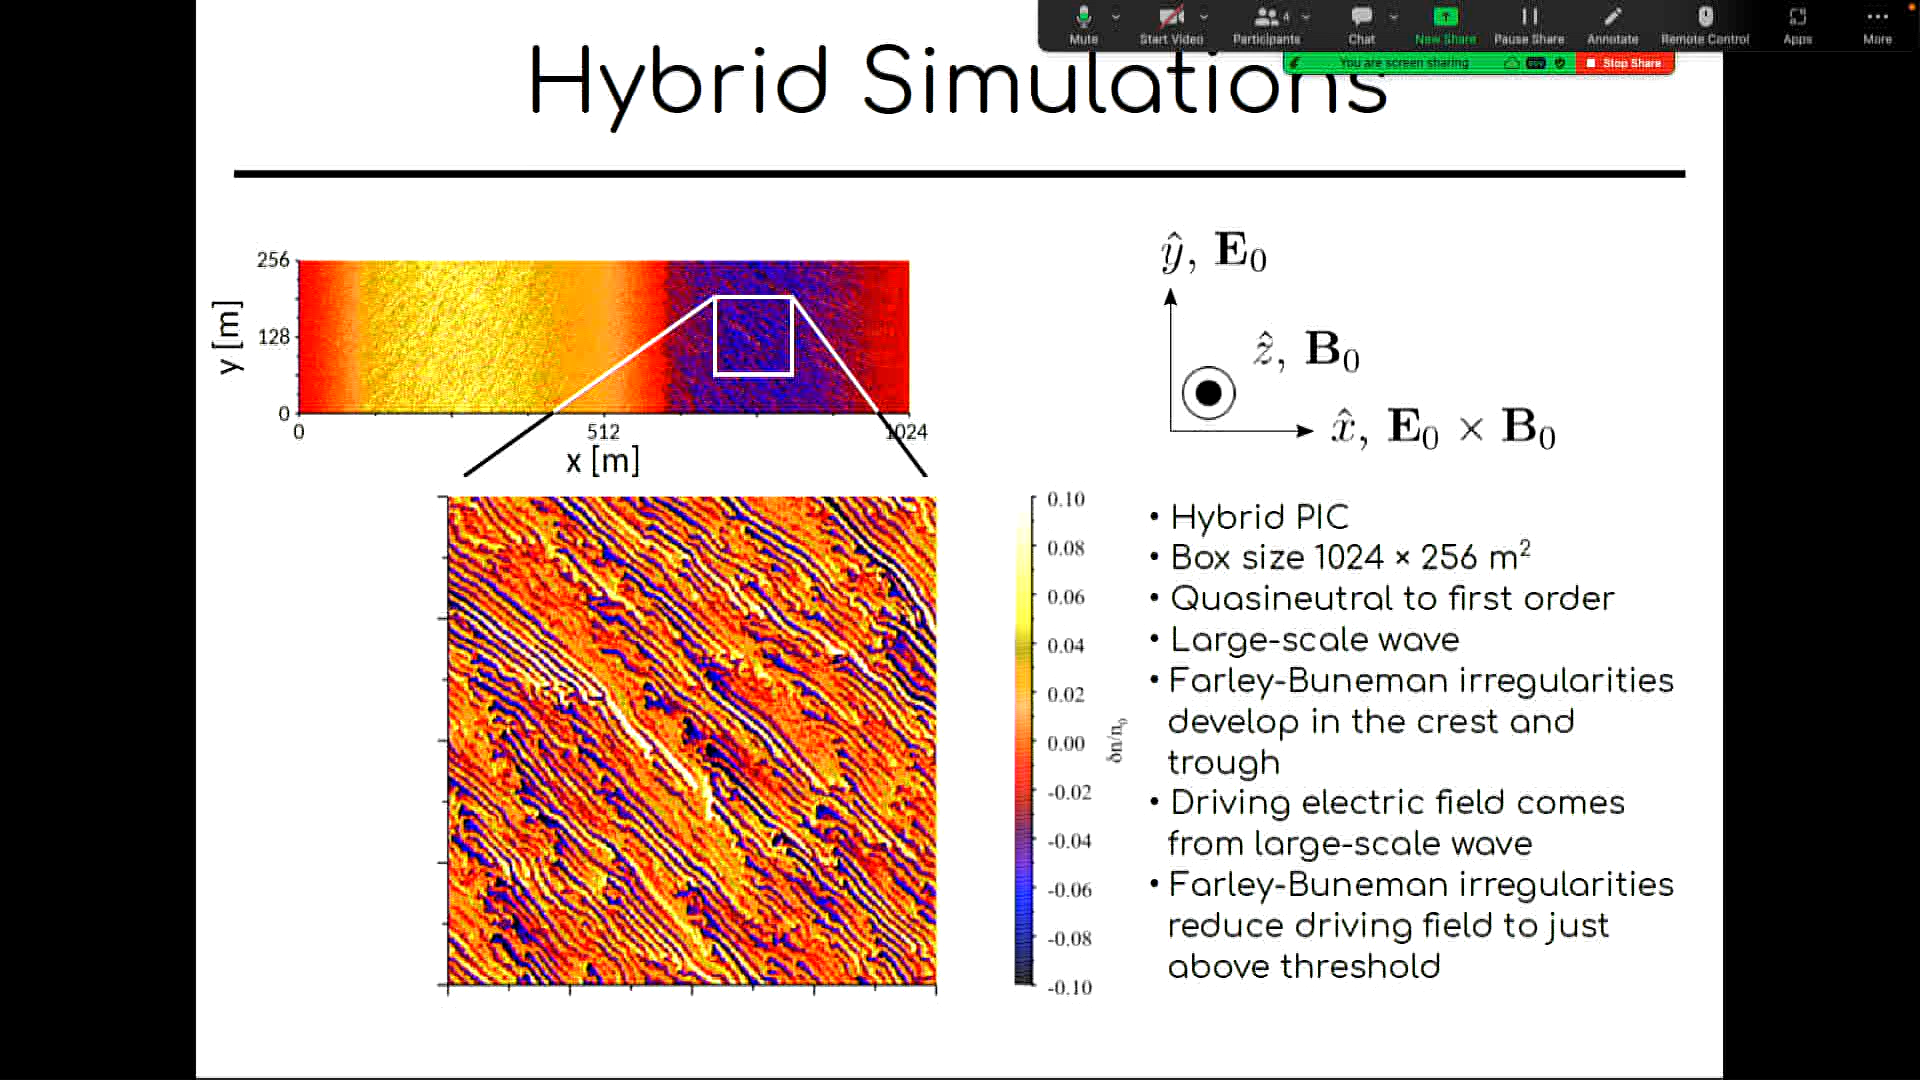 Mute
Start Video
Participants
4
Chat
New Share
Pause Share
Annotate
Remote Control
Apps
More
You are screen sharing
Stop Share
Hybrid Simulations
256
128
0
y [m]
0
512
1024
x [m]
ŷ, E₀
ẑ, B₀
x̂, E₀ × B₀
0.10
0.08
0.06
0.04
0.02
0.00
-0.02
-0.04
-0.06
-0.08
-0.10
δn/n₀
• Hybrid PIC
• Box size 1024 × 256 m²
• Quasineutral to first order
• Large-scale wave
• Farley-Buneman irregularities
develop in the crest and
trough
• Driving electric field comes
from large-scale wave
• Farley-Buneman irregularities
reduce driving field to just
above threshold